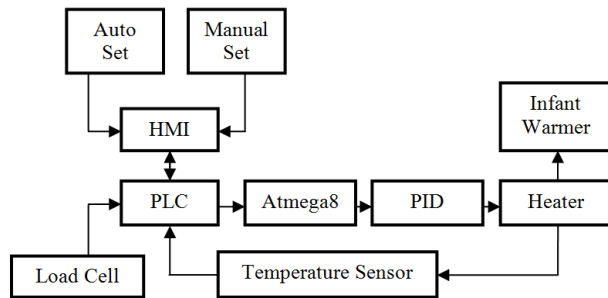 Auto
Set
Manual
Set
HMI
Infant
Warmer
PLC
Atmega8
PID
Heater
Load Cell
Temperature Sensor